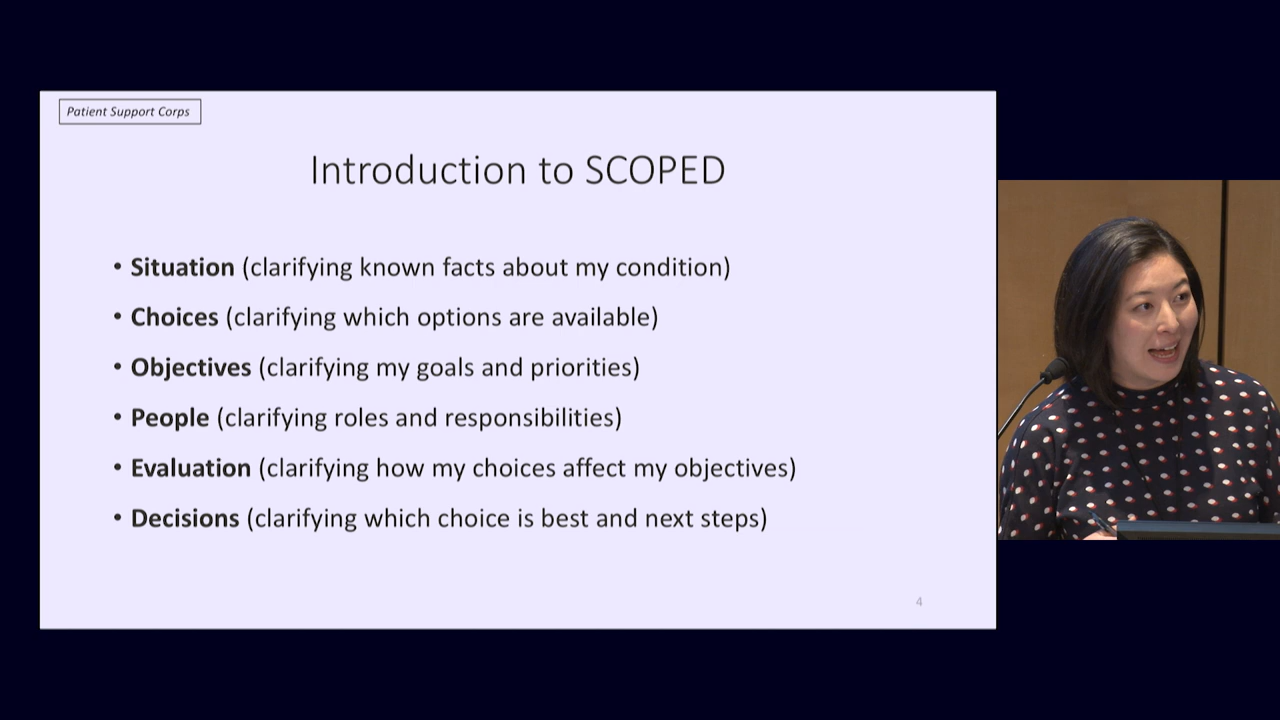 Patient Support Corps
Introduction to SCOPED
• Situation (clarifying known facts about my condition)
• Choices (clarifying which options are available)
• Objectives (clarifying my goals and priorities)
• People (clarifying roles and responsibilities)
• Evaluation (clarifying how my choices affect my objectives)
• Decisions (clarifying which choice is best and next steps)
4